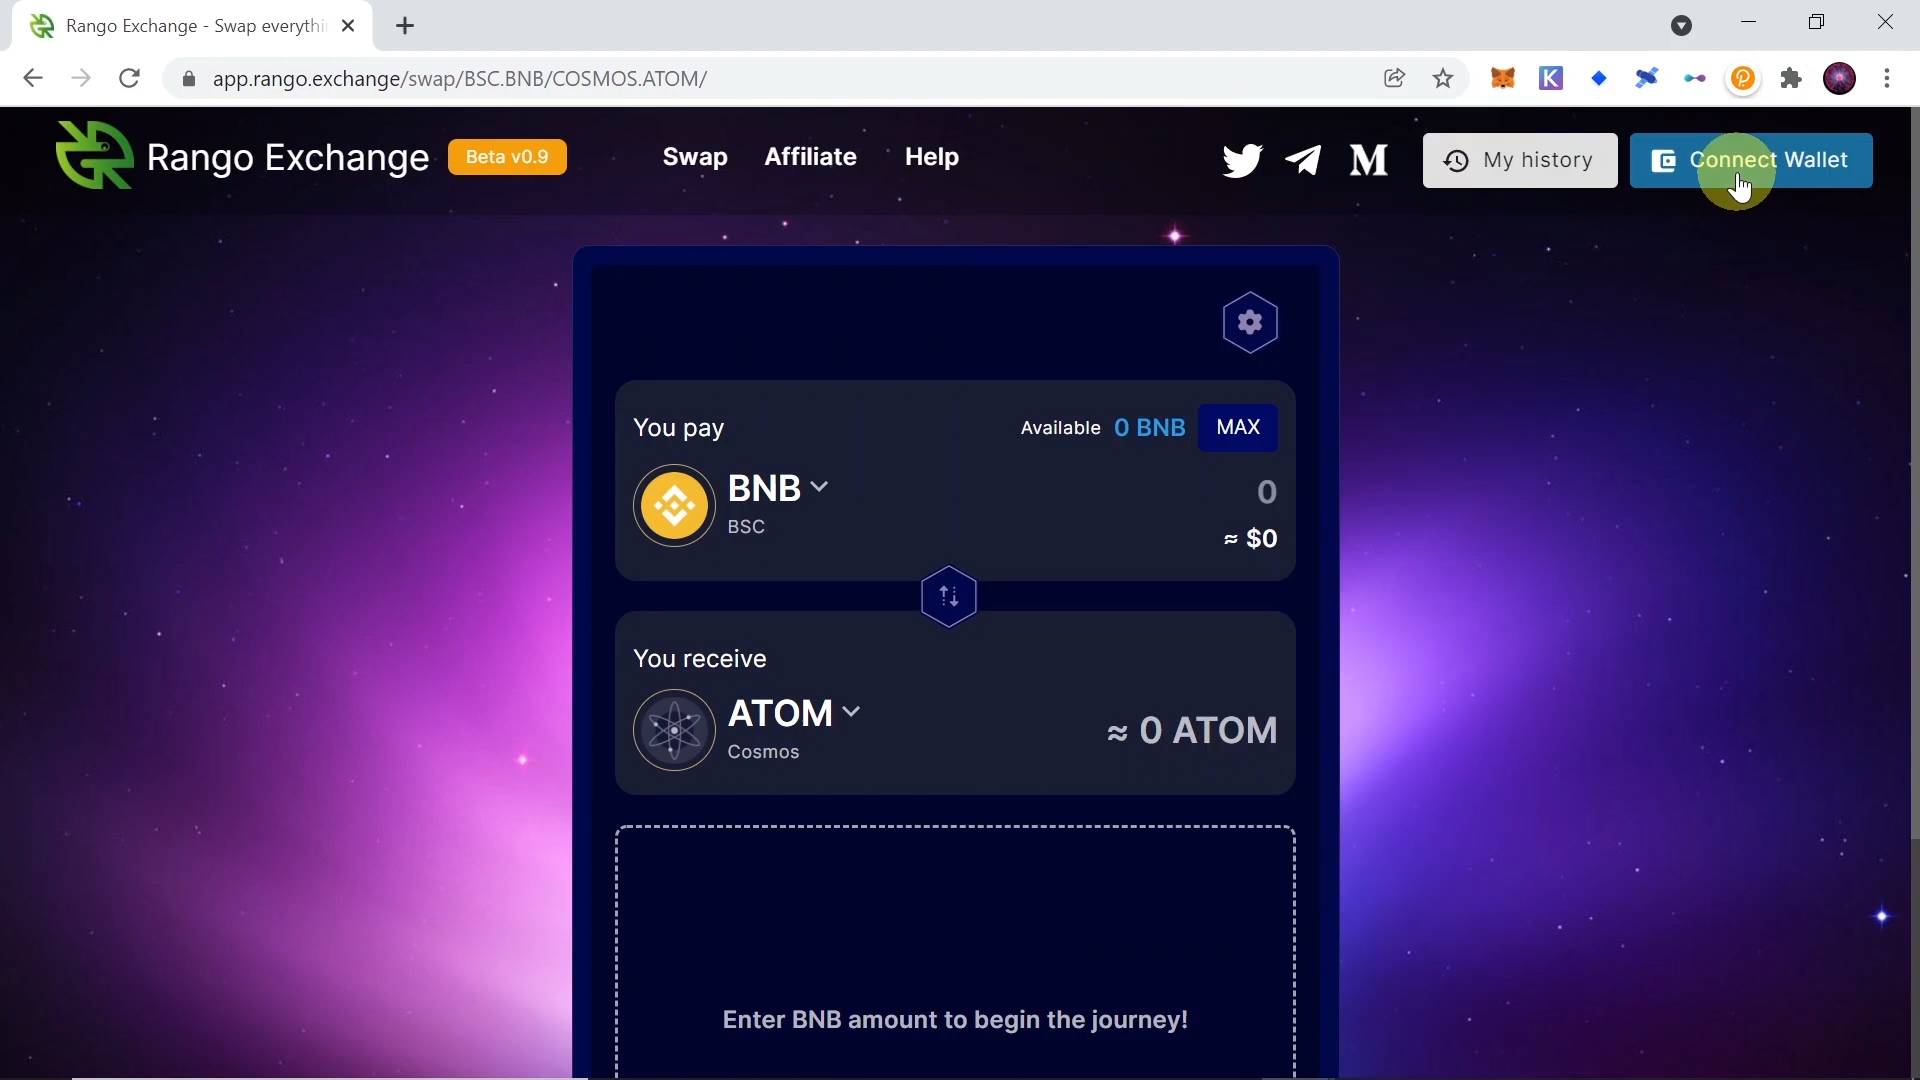 Rango Exchange - Swap everythi
app.rango.exchange/swap/BSC.BNB/COSMOS.ATOM/
Rango Exchange
Beta v0.9
Swap
Affiliate
Help
My history
Connect Wallet
You pay
Available 0 BNB
MAX
BNB
0
BSC
≈ $0
You receive
ATOM
≈ 0 ATOM
Cosmos
Enter BNB amount to begin the journey!